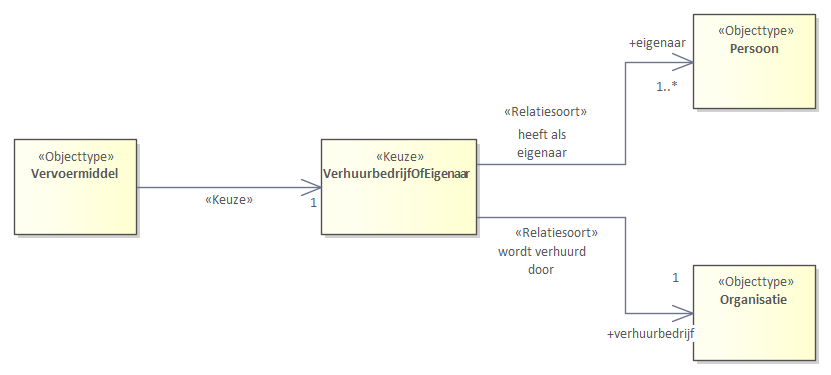 «Objecttype»
Persoon
+eigenaar
1..*
«Relatiesoort»
heeft als
eigenaar
«Objecttype»
Vervoermiddel
«Keuze»
1
«Keuze»
VerhuurbedrijfOfEigenaar
«Relatiesoort»
wordt verhuurd
door
1
+verhuurbedrijf
«Objecttype»
Organisatie